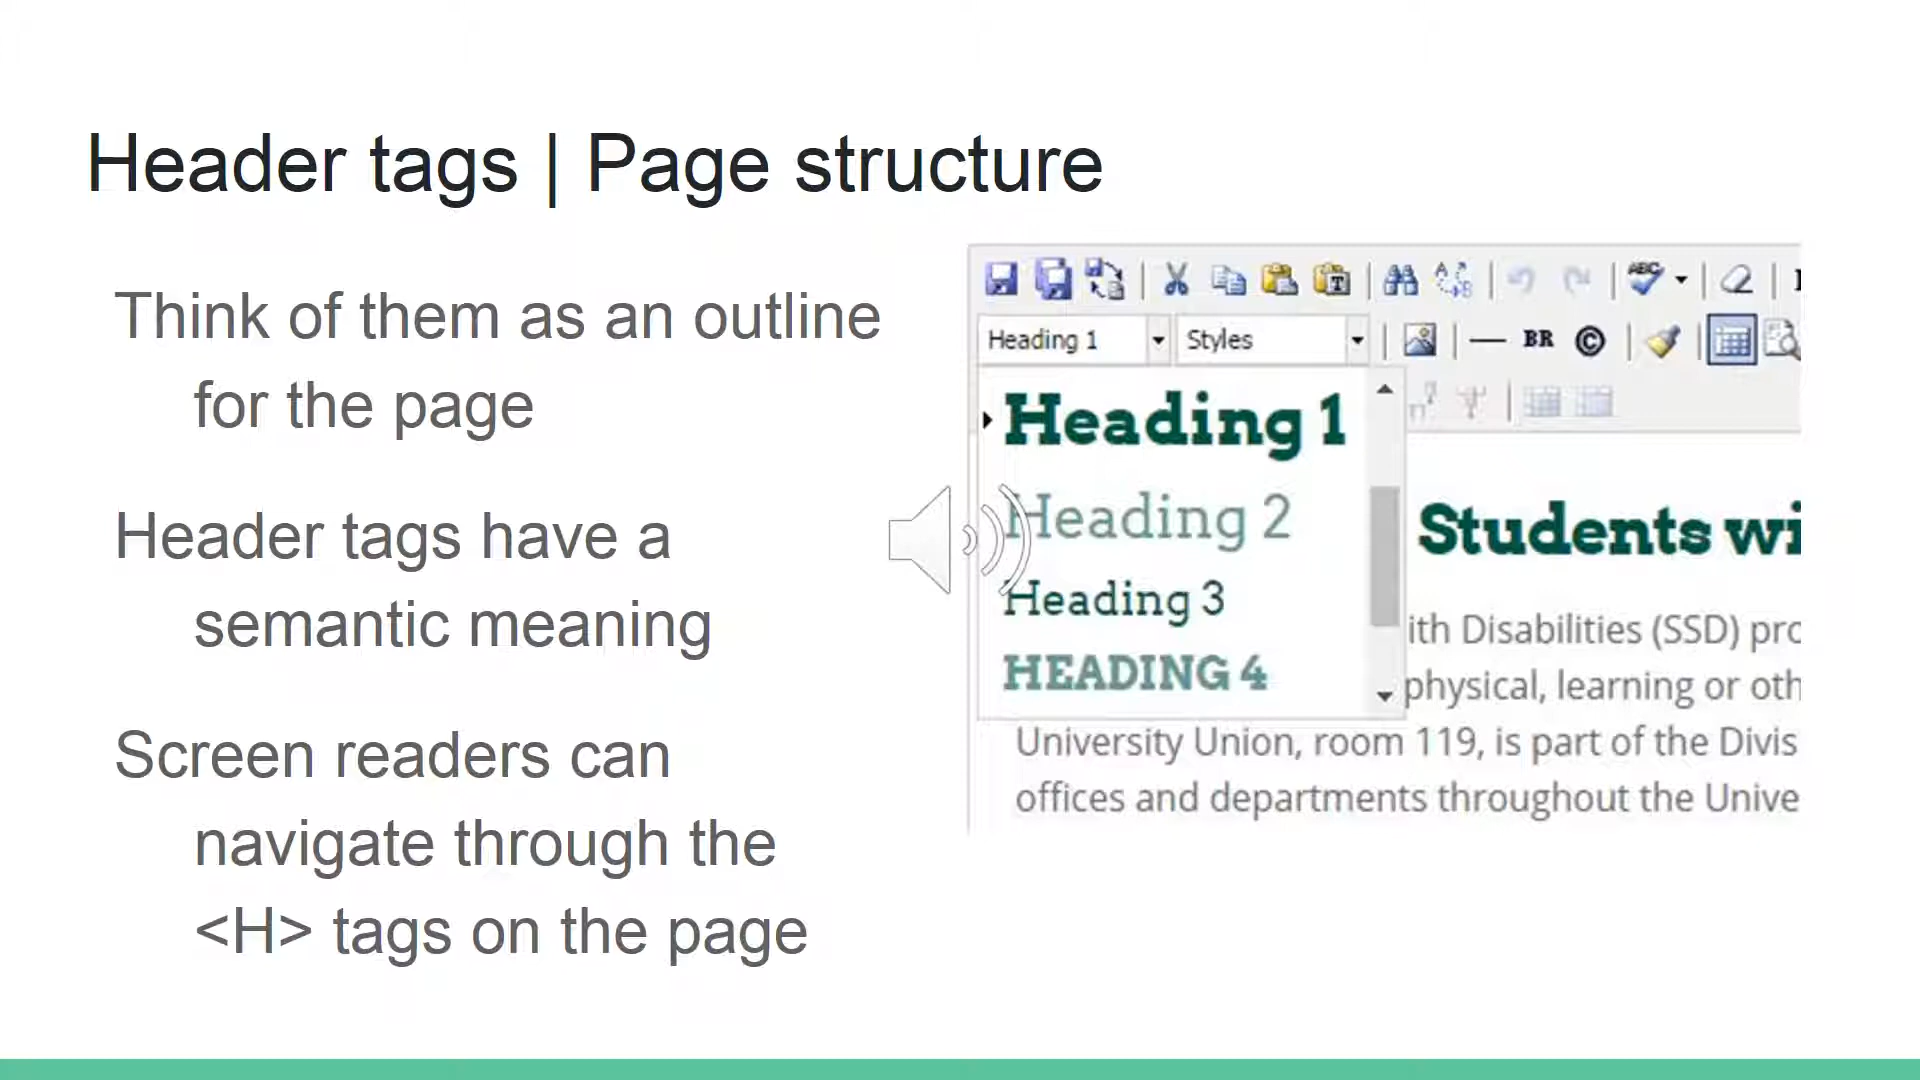 Header tags | Page structure
Think of them as an outline
for the page
Header tags have a
semantic meaning
Screen readers can
navigate through the
<H> tags on the page
ABC
Heading 1
Styles
BR
Heading 1
Heading 2
Heading 3
HEADING 4
Students wi
ith Disabilities (SSD) pro
physical, learning or oth
University Union, room 119, is part of the Divis
offices and departments throughout the Unive